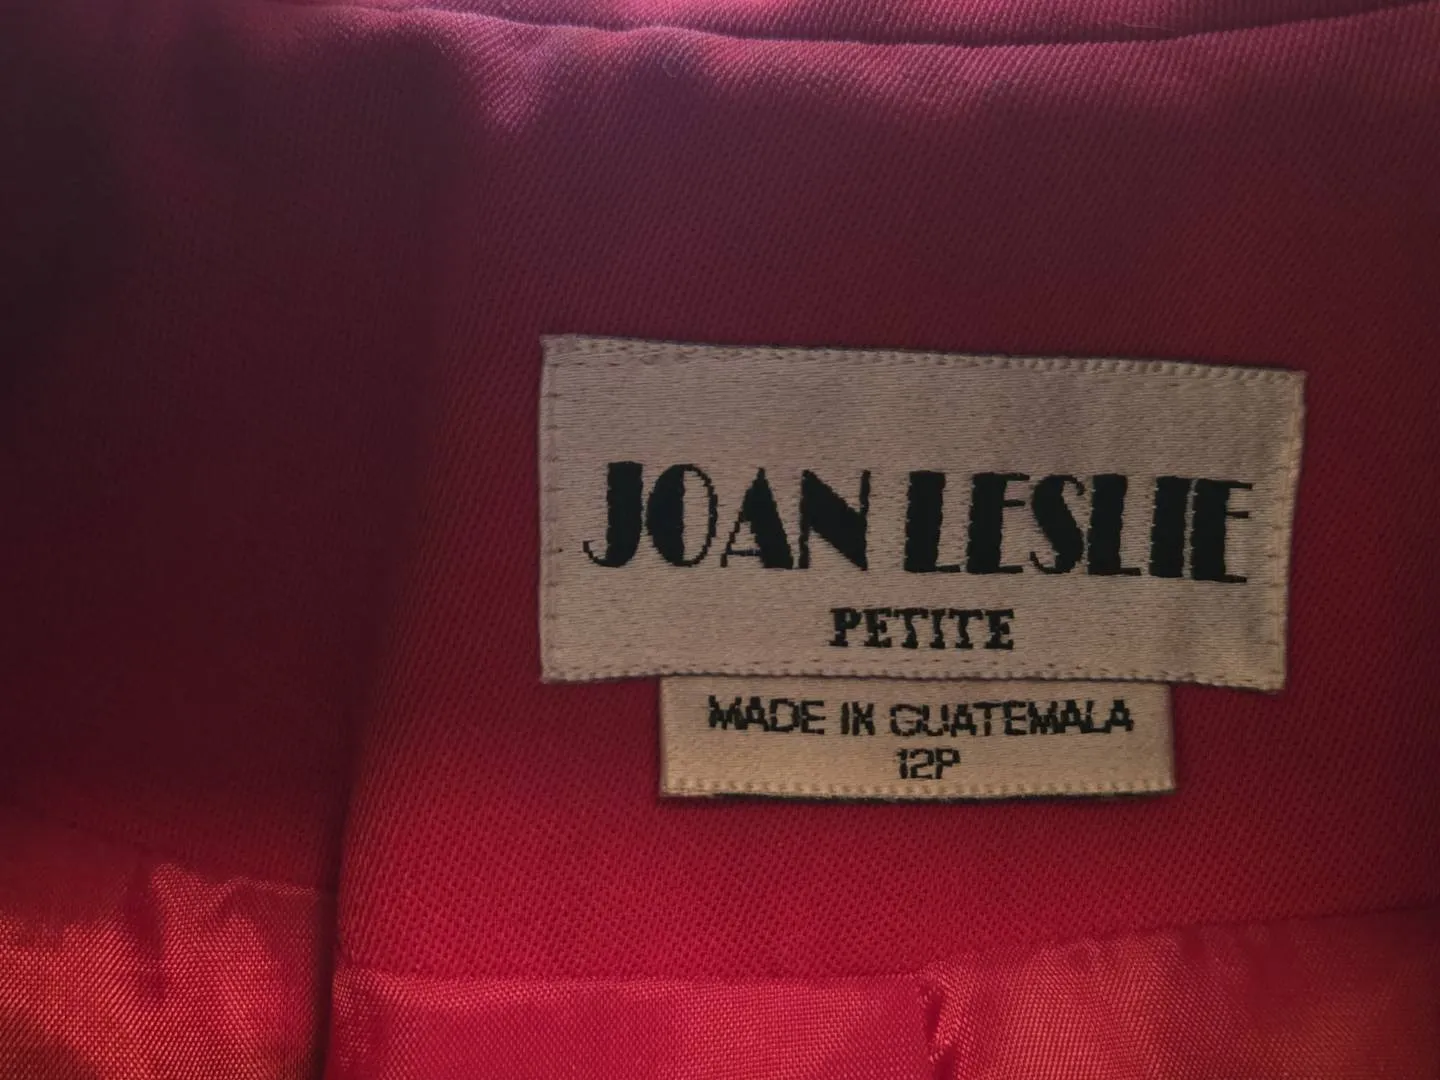 JOAN LESLIE
PETITE
MADE IN GUATEMALA
12P